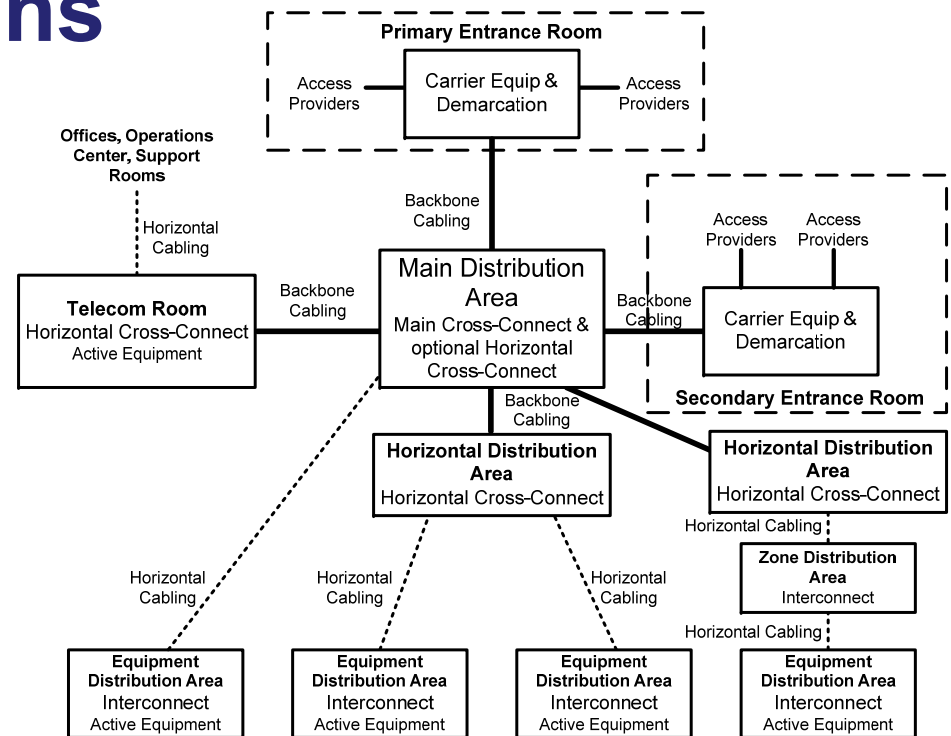 ns
Primary Entrance Room
Access
Providers
Carrier Equip &
Demarcation
Access
Providers
Offices, Operations
Center, Support
Rooms
Horizontal
Cabling
Backbone
Cabling
Access
Providers
Access
Providers
Telecom Room
Horizontal Cross-Connect
Active Equipment
Backbone
Cabling
Main Distribution
Area
Main Cross-Connect &
optional Horizontal
Cross-Connect
Backbone
Cabling
Carrier Equip &
Demarcation
Secondary Entrance Room
Backbone
Cabling
Horizontal Distribution
Area
Horizontal Cross-Connect
Horizontal Distribution
Area
Horizontal Cross-Connect
Horizontal Cabling
Zone Distribution
Area
Interconnect
Horizontal
Cabling
Horizontal
Cabling
Horizontal
Cabling
Horizontal Cabling
Equipment
Distribution Area
Interconnect
Active Equipment
Equipment
Distribution Area
Interconnect
Active Equipment
Equipment
Distribution Area
Interconnect
Active Equipment
Equipment
Distribution Area
Interconnect
Active Equipment